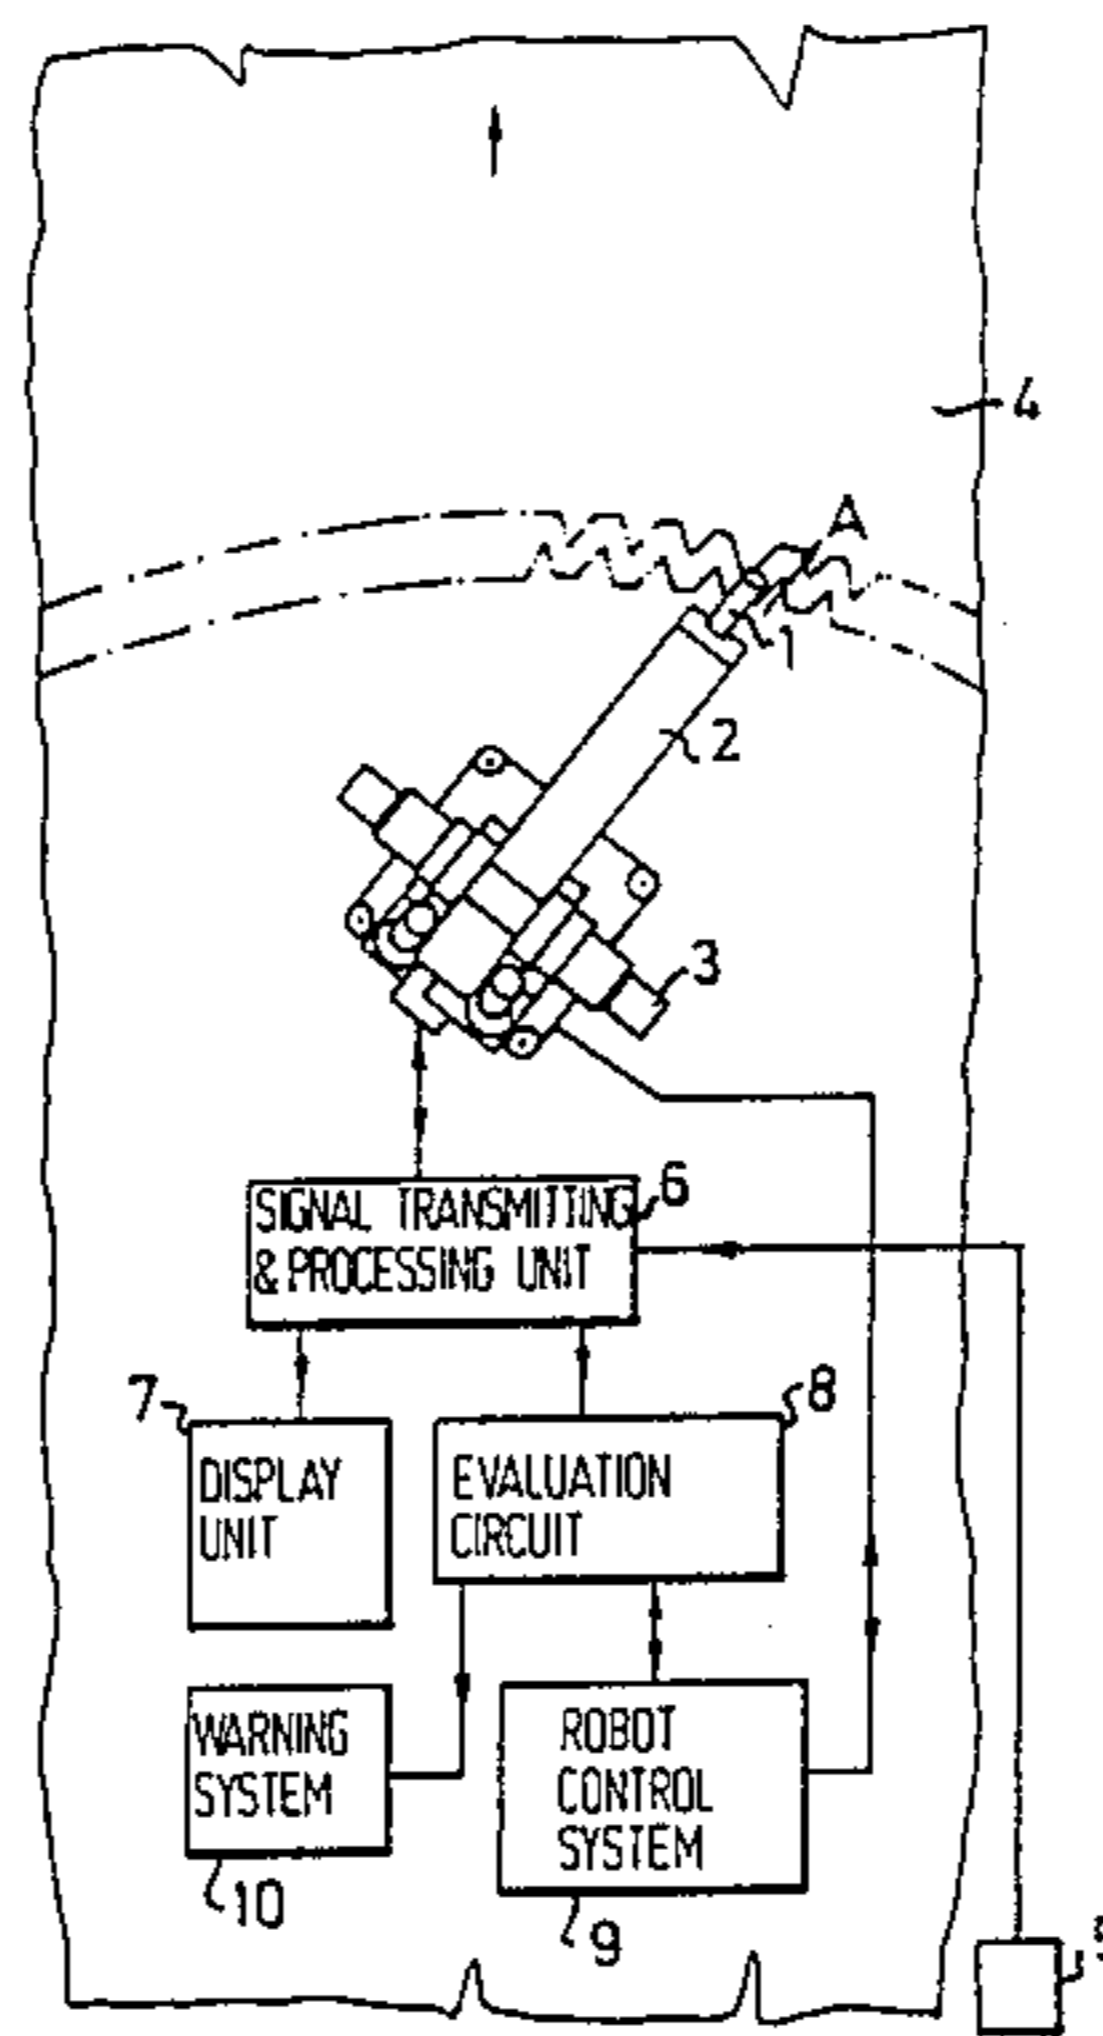 4
A
1
2
3
6
SIGNAL TRANSMITTING
& PROCESSING UNIT
7
8
DISPLAY
UNIT
EVALUATION
CIRCUIT
WARNING
SYSTEM
ROBOT
CONTROL
SYSTEM
10
9
5